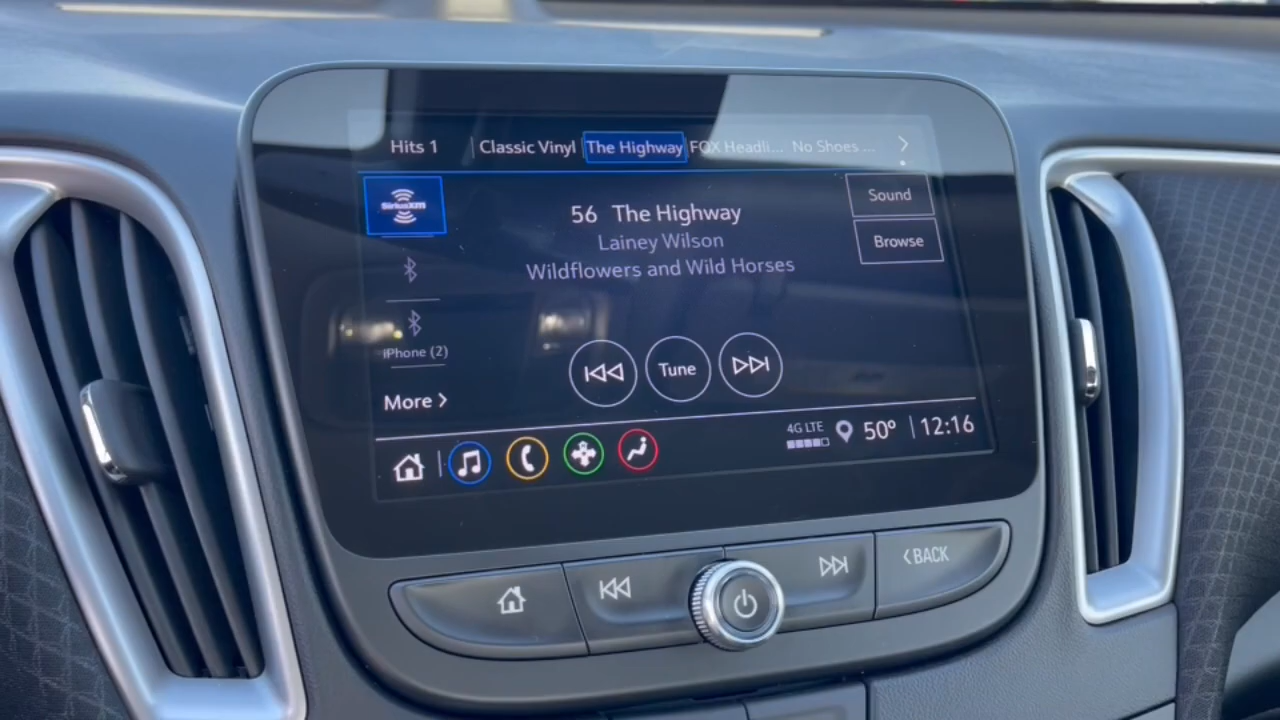 Hits 1
Classic Vinyl
The Highway
FOX Headli...
No Shoes ...
SiriusXM
56 The Highway
Sound
Lainey Wilson
Browse
Wildflowers and Wild Horses
iPhone (2)
Tune
More
4G LTE
50°
12:16
BACK